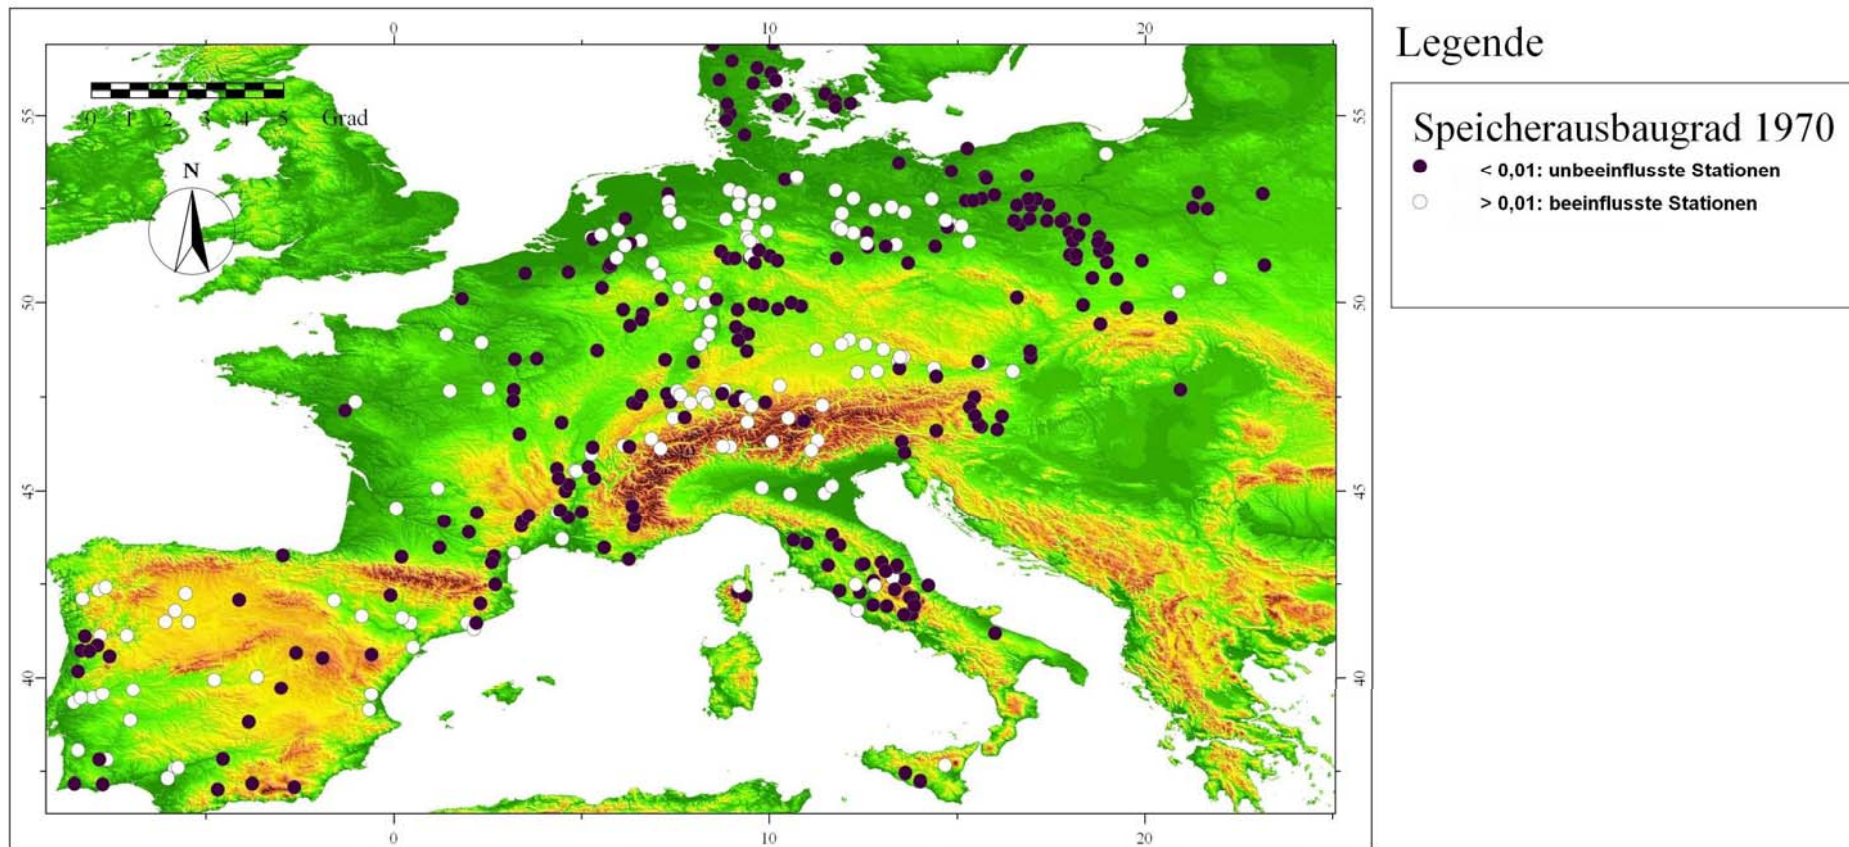 0 10 20
Legende
Speicherausbaugrad 1970
< 0,01: unbeeinflusste Stationen
> 0,01: beeinflusste Stationen
0 1 2 3 4 5 Grad
N
55 55
50 50
45 45
40 40
0 10 20